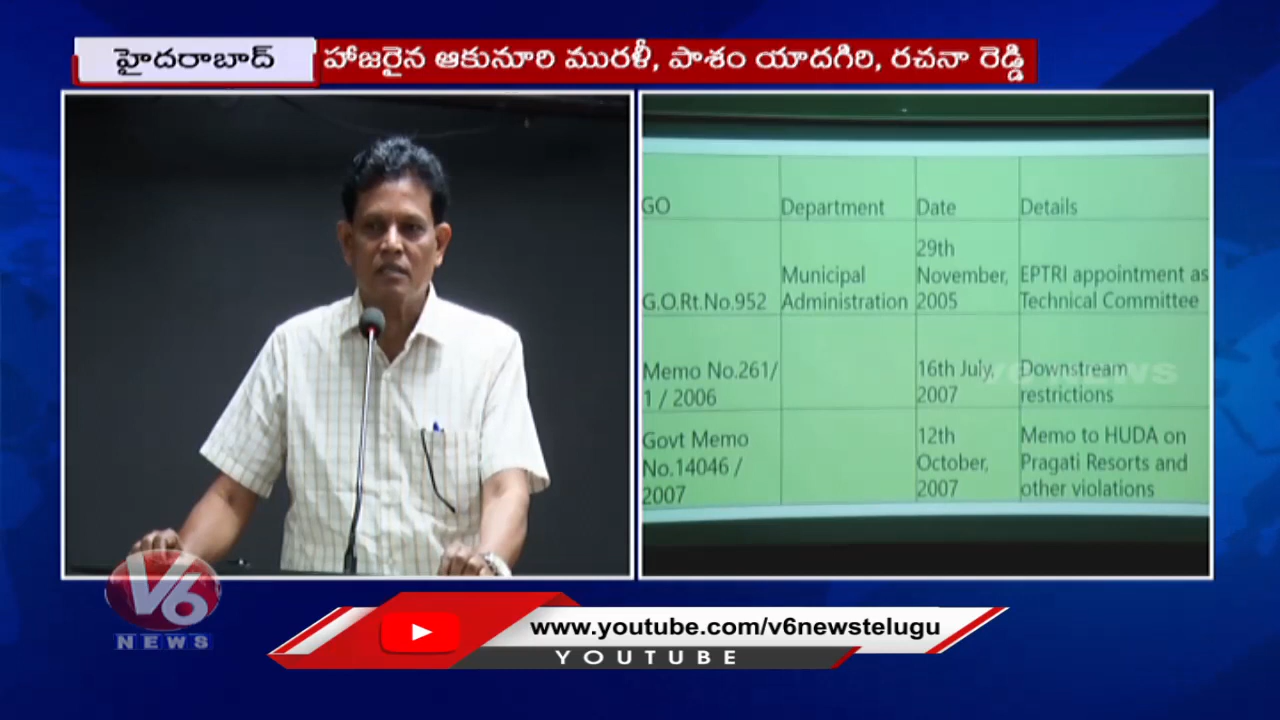 హైదరాబాద్ హాజరైన ఆకునూరి మురళీ, పాశం యాదగిరి, రచనా రెడ్డి
GO Department Date Details
G.O.Rt.No.952 Municipal Administration 29th November, 2005 EPTRI appointment as Technical Committee
Memo No.261/ 1 / 2006 16th July, 2007 Downstream restrictions
Govt Memo No.14046 / 2007 12th October, 2007 Memo to HUDA on Pragati Resorts and other violations
V6 NEWS
V6
NEWS
www.youtube.com/v6newstelugu
YOUTUBE